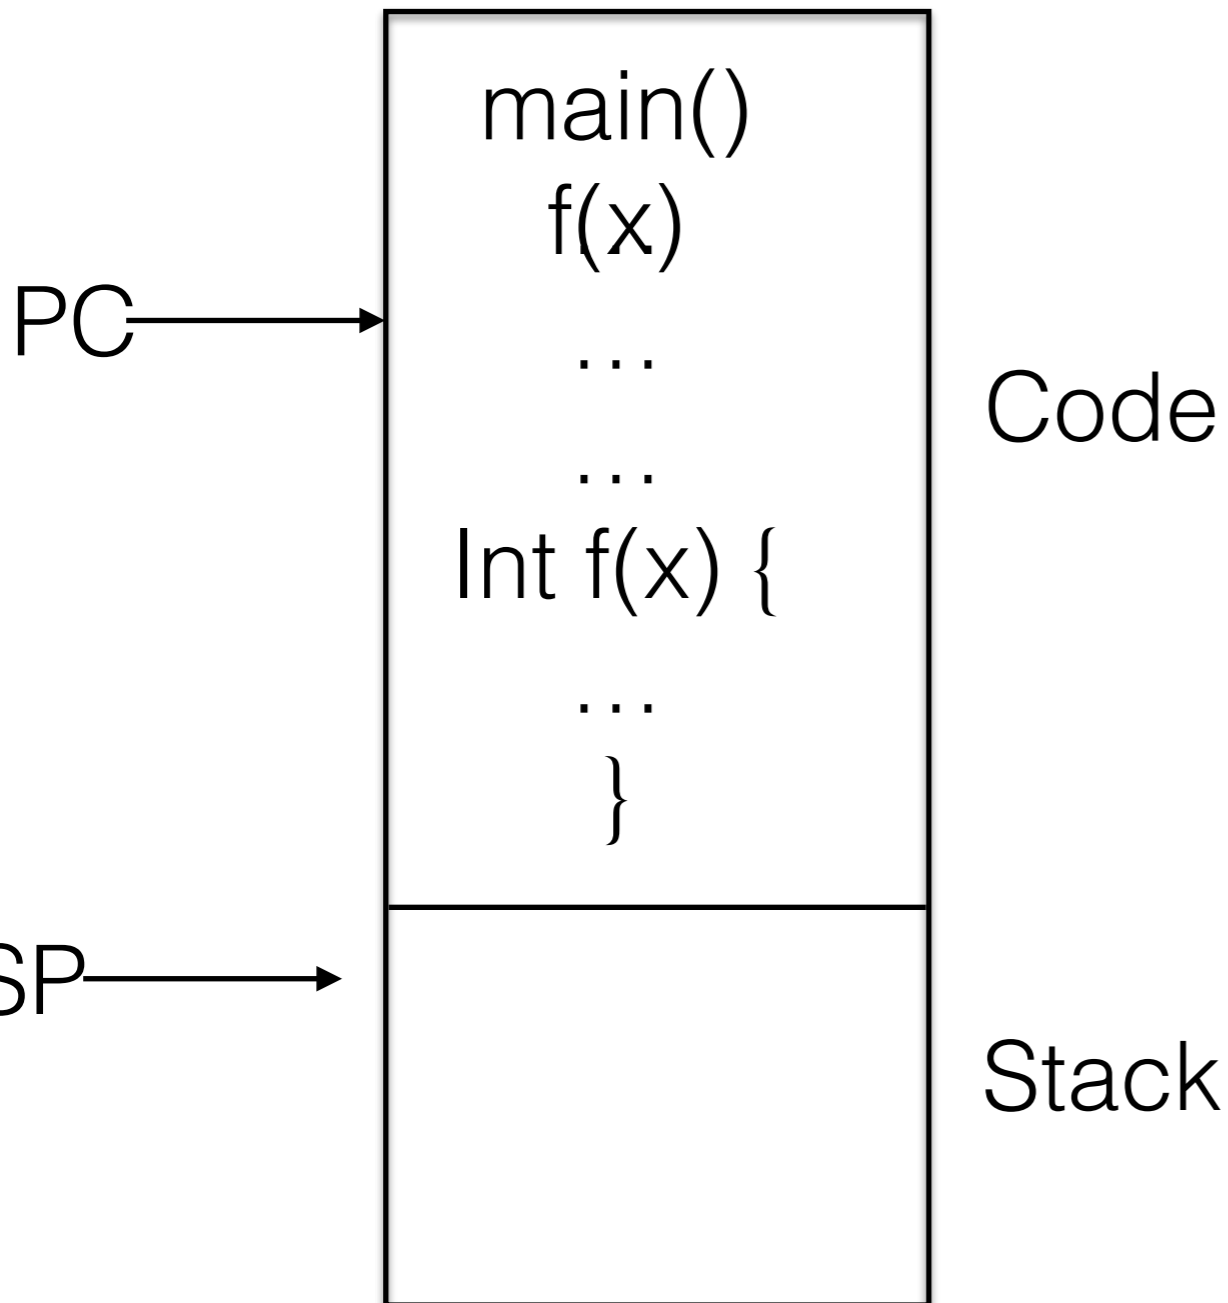 main()
f(x)
PC
...
Code
...
Int f(x) {
...
}
SP
Stack